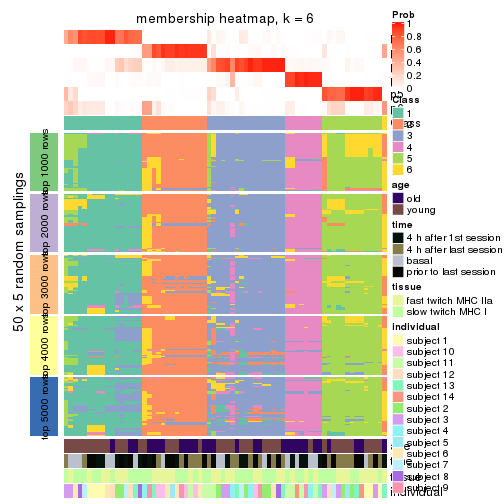 membership heatmap, k = 6
50 x 5 random samplings
top 1000 rows
top 2000 rows
top 3000 rows
top 4000 rows
top 5000 rows
Prob
1
0.8
0.6
0.4
0.2
0
Class
1
2
3
4
5
6
age
old
young
time
4 h after 1st session
4 h after last session
basal
prior to last session
tissue
fast twitch MHC IIa
slow twitch MHC I
individual
subject 1
subject 10
subject 11
subject 12
subject 13
subject 14
subject 2
subject 3
subject 4
subject 5
subject 6
subject 7
subject 8
subject 9
individual